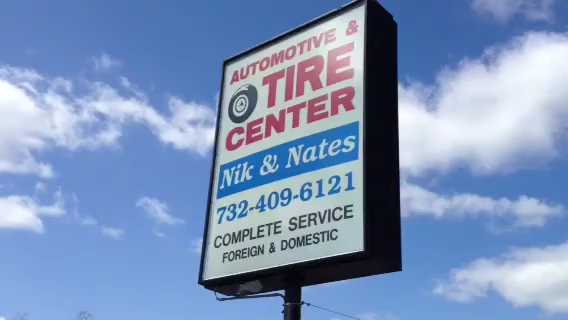 AUTOMOTIVE &
TIRE
CENTER
Nik & Nates
732-409-6121
COMPLETE SERVICE
FOREIGN & DOMESTIC